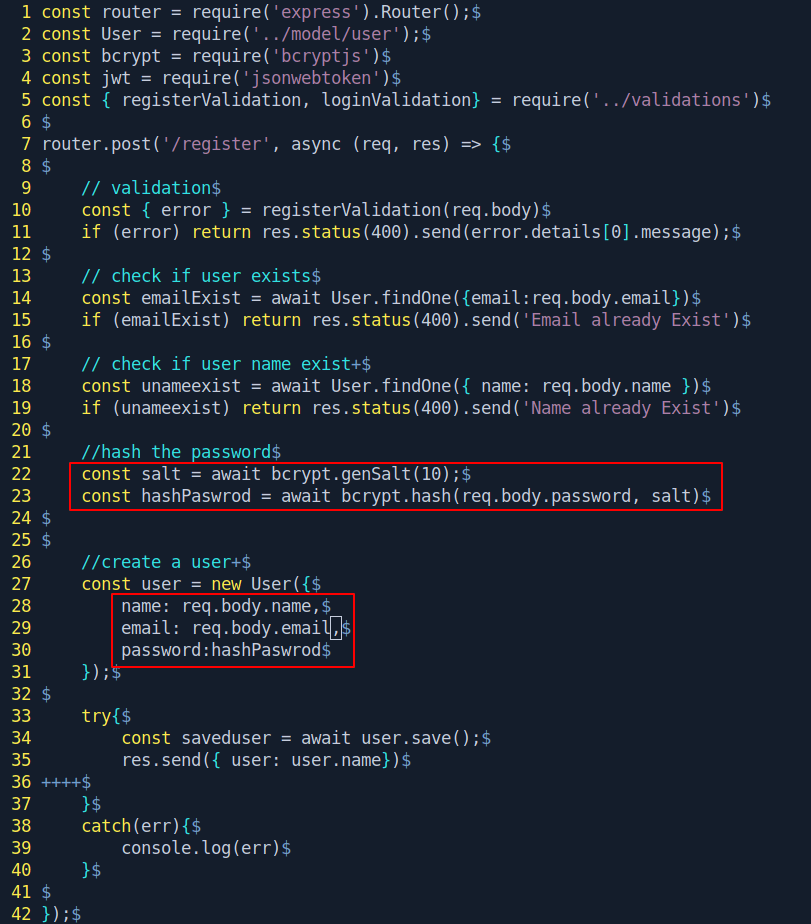 1 const router = require('express').Router();$
2 const User = require('../model/user');$
3 const bcrypt = require('bcryptjs')$
4 const jwt = require('jsonwebtoken')$
5 const { registerValidation, loginValidation} = require('../validations')$
6 $
7 router.post('/register', async (req, res) => {$
8 $
9     // validation$
10     const { error } = registerValidation(req.body)$
11     if (error) return res.status(400).send(error.details[0].message);$
12 $
13     // check if user exists$
14     const emailExist = await User.findOne({email:req.body.email})$
15     if (emailExist) return res.status(400).send('Email already Exist')$
16 $
17     // check if user name exist+$
18     const unameexist = await User.findOne({ name: req.body.name })$
19     if (unameexist) return res.status(400).send('Name already Exist')$
20 $
21     //hash the password$
22     const salt = await bcrypt.genSalt(10);$
23     const hashPaswrod = await bcrypt.hash(req.body.password, salt)$
24 $
25 $
26     //create a user+$
27     const user = new User({$
28         name: req.body.name,$
29         email: req.body.email,$
30         password:hashPaswrod$
31     });$
32 $
33     try{$
34         const saveduser = await user.save();$
35         res.send({ user: user.name})$
36 ++++$
37     }$
38     catch(err){$
39         console.log(err)$
40     }$
41 $
42 });$